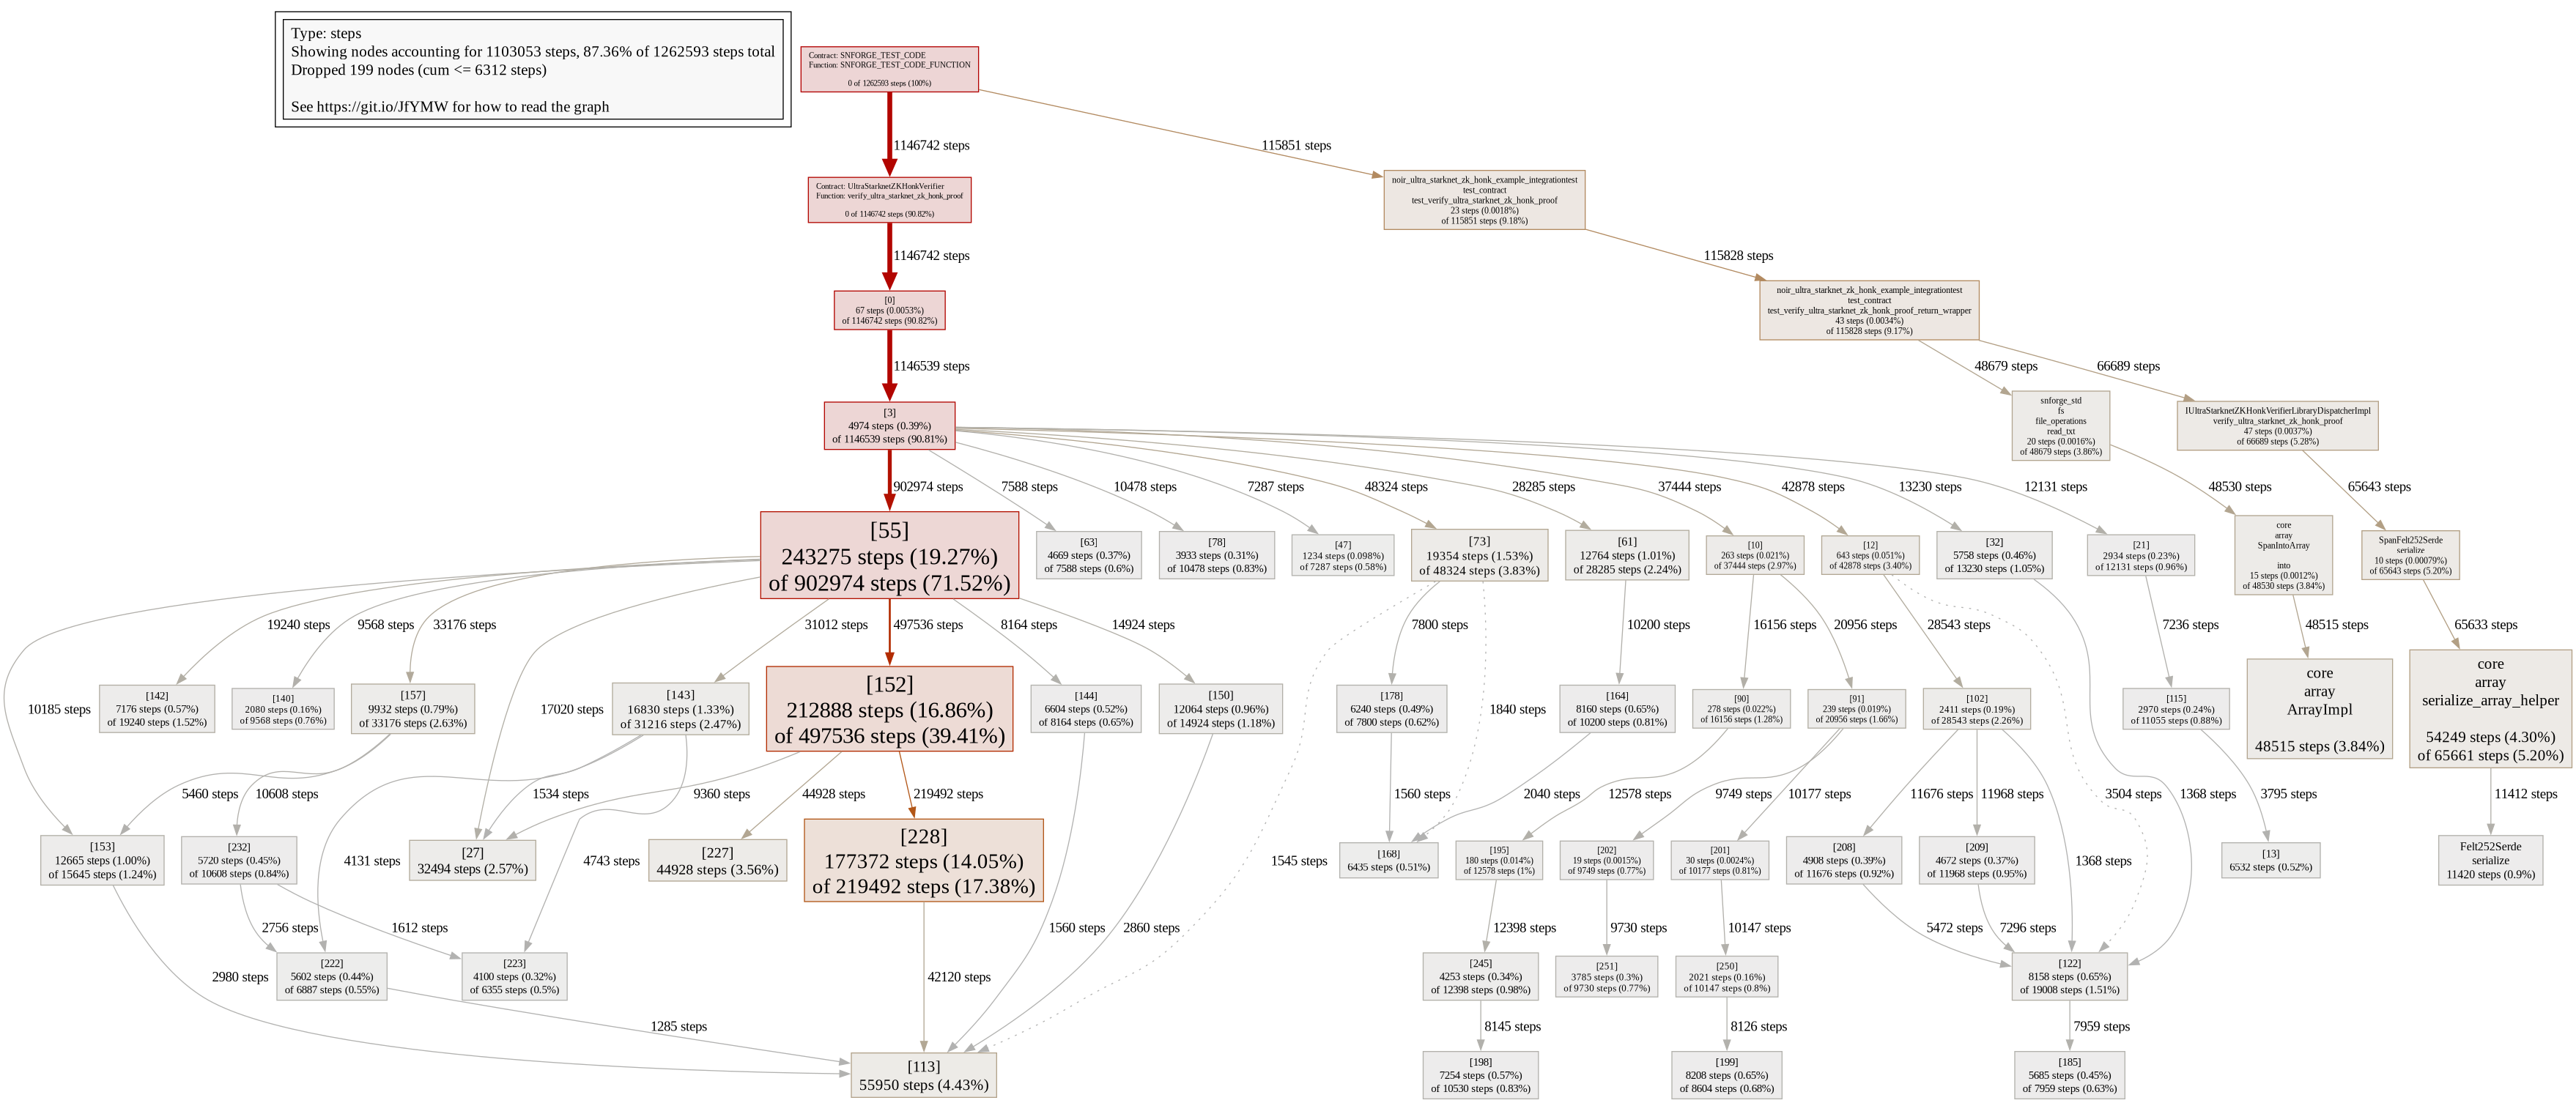 Type: steps
Showing nodes accounting for 1103053 steps, 87.36% of 1262593 steps total
Dropped 199 nodes (cum <= 6312 steps)
See https://git.io/JfYMW for how to read the graph
Contract: SNFORGE_TEST_CODE
Function: SNFORGE_TEST_CODE_FUNCTION
0 of 1262593 steps (100%)
1146742 steps
115851 steps
Contract: UltraStarknetZKHonkVerifier
Function: verify_ultra_starknet_zk_honk_proof
0 of 1146742 steps (90.82%)
noir_ultra_starknet_zk_honk_example_integrationtest
test_contract
test_verify_ultra_starknet_zk_honk_proof
23 steps (0.0018%)
of 115851 steps (9.18%)
1146742 steps
115828 steps
[0]
67 steps (0.0053%)
of 1146742 steps (90.82%)
noir_ultra_starknet_zk_honk_example_integrationtest
test_contract
test_verify_ultra_starknet_zk_honk_proof_return_wrapper
43 steps (0.0034%)
of 115828 steps (9.17%)
1146539 steps
48679 steps
66689 steps
[3]
4974 steps (0.39%)
of 1146539 steps (90.81%)
snforge_std
fs
file_operations
read_txt
20 steps (0.0016%)
of 48679 steps (3.86%)
IUltraStarknetZKHonkVerifierLibraryDispatcherImpl
verify_ultra_starknet_zk_honk_proof
47 steps (0.0037%)
of 66689 steps (5.28%)
902974 steps
7588 steps
10478 steps
7287 steps
48324 steps
28285 steps
37444 steps
42878 steps
13230 steps
12131 steps
48530 steps
65643 steps
[55]
243275 steps (19.27%)
of 902974 steps (71.52%)
[63]
4669 steps (0.37%)
of 7588 steps (0.6%)
[78]
3933 steps (0.31%)
of 10478 steps (0.83%)
[47]
1234 steps (0.098%)
of 7287 steps (0.58%)
[73]
19354 steps (1.53%)
of 48324 steps (3.83%)
[61]
12764 steps (1.01%)
of 28285 steps (2.24%)
[10]
263 steps (0.021%)
of 37444 steps (2.97%)
[12]
643 steps (0.051%)
of 42878 steps (3.40%)
[32]
5758 steps (0.46%)
of 13230 steps (1.05%)
[21]
2934 steps (0.23%)
of 12131 steps (0.96%)
core
array
SpanIntoArray
into
15 steps (0.0012%)
of 48530 steps (3.84%)
SpanFelt252Serde
serialize
10 steps (0.00079%)
of 65643 steps (5.20%)
10185 steps
19240 steps
9568 steps
33176 steps
17020 steps
31012 steps
497536 steps
8164 steps
14924 steps
7800 steps
1840 steps
10200 steps
16156 steps
20956 steps
28543 steps
7236 steps
48515 steps
65633 steps
[142]
7176 steps (0.57%)
of 19240 steps (1.52%)
[140]
2080 steps (0.16%)
of 9568 steps (0.76%)
[157]
9932 steps (0.79%)
of 33176 steps (2.63%)
[143]
16830 steps (1.33%)
of 31216 steps (2.47%)
[152]
212888 steps (16.86%)
of 497536 steps (39.41%)
[144]
6604 steps (0.52%)
of 8164 steps (0.65%)
[150]
12064 steps (0.96%)
of 14924 steps (1.18%)
[178]
6240 steps (0.49%)
of 7800 steps (0.62%)
[164]
8160 steps (0.65%)
of 10200 steps (0.81%)
[90]
278 steps (0.022%)
of 16156 steps (1.28%)
[91]
239 steps (0.019%)
of 20956 steps (1.66%)
[102]
2411 steps (0.19%)
of 28543 steps (2.26%)
[115]
2970 steps (0.24%)
of 11055 steps (0.88%)
core
array
ArrayImpl
48515 steps (3.84%)
core
array
serialize_array_helper
54249 steps (4.30%)
of 65661 steps (5.20%)
5460 steps
10608 steps
4131 steps
1534 steps
4743 steps
9360 steps
44928 steps
219492 steps
1545 steps
1560 steps
2040 steps
12578 steps
9749 steps
10177 steps
11676 steps
11968 steps
1368 steps
3504 steps
1368 steps
3795 steps
11412 steps
[153]
12665 steps (1.00%)
of 15645 steps (1.24%)
[232]
5720 steps (0.45%)
of 10608 steps (0.84%)
[27]
32494 steps (2.57%)
[227]
44928 steps (3.56%)
[228]
177372 steps (14.05%)
of 219492 steps (17.38%)
[168]
6435 steps (0.51%)
[195]
180 steps (0.014%)
of 12578 steps (1%)
[202]
19 steps (0.0015%)
of 9749 steps (0.77%)
[201]
30 steps (0.0024%)
of 10177 steps (0.81%)
[208]
4908 steps (0.39%)
of 11676 steps (0.92%)
[209]
4672 steps (0.37%)
of 11968 steps (0.95%)
[13]
6532 steps (0.52%)
Felt252Serde
serialize
11420 steps (0.9%)
2980 steps
2756 steps
1612 steps
42120 steps
1560 steps
2860 steps
12398 steps
9730 steps
10147 steps
5472 steps
7296 steps
[222]
5602 steps (0.44%)
of 6887 steps (0.55%)
[223]
4100 steps (0.32%)
of 6355 steps (0.5%)
[245]
4253 steps (0.34%)
of 12398 steps (0.98%)
[251]
3785 steps (0.3%)
of 9730 steps (0.77%)
[250]
2021 steps (0.16%)
of 10147 steps (0.8%)
[122]
8158 steps (0.65%)
of 19008 steps (1.51%)
1285 steps
8145 steps
8126 steps
7959 steps
[113]
55950 steps (4.43%)
[198]
7254 steps (0.57%)
of 10530 steps (0.83%)
[199]
8208 steps (0.65%)
of 8604 steps (0.68%)
[185]
5685 steps (0.45%)
of 7959 steps (0.63%)